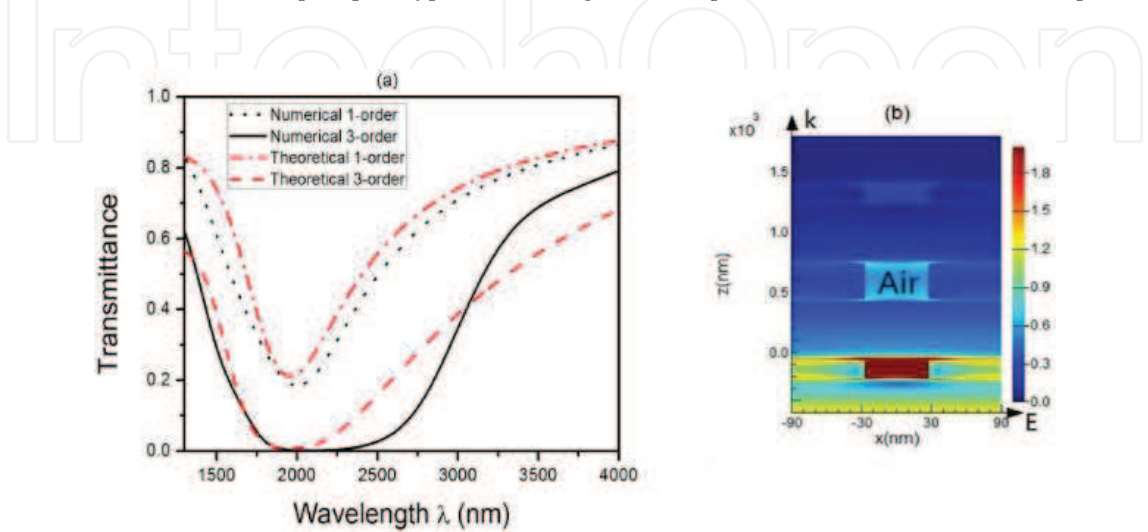 IntechOpen
(a)
1.0
0.8
0.6
0.4
0.2
0.0
Transmittance
Numerical 1-order
Numerical 3-order
Theoretical 1-order
Theoretical 3-order
1500 2000 2500 3000 3500 4000
Wavelength λ (nm)
(b)
x10³
k
1.5
1.0
0.5
0.0
z(nm)
Air
-90 -30 30 90
x(nm)
E
1.8
1.5
1.2
0.9
0.6
0.3
0.0